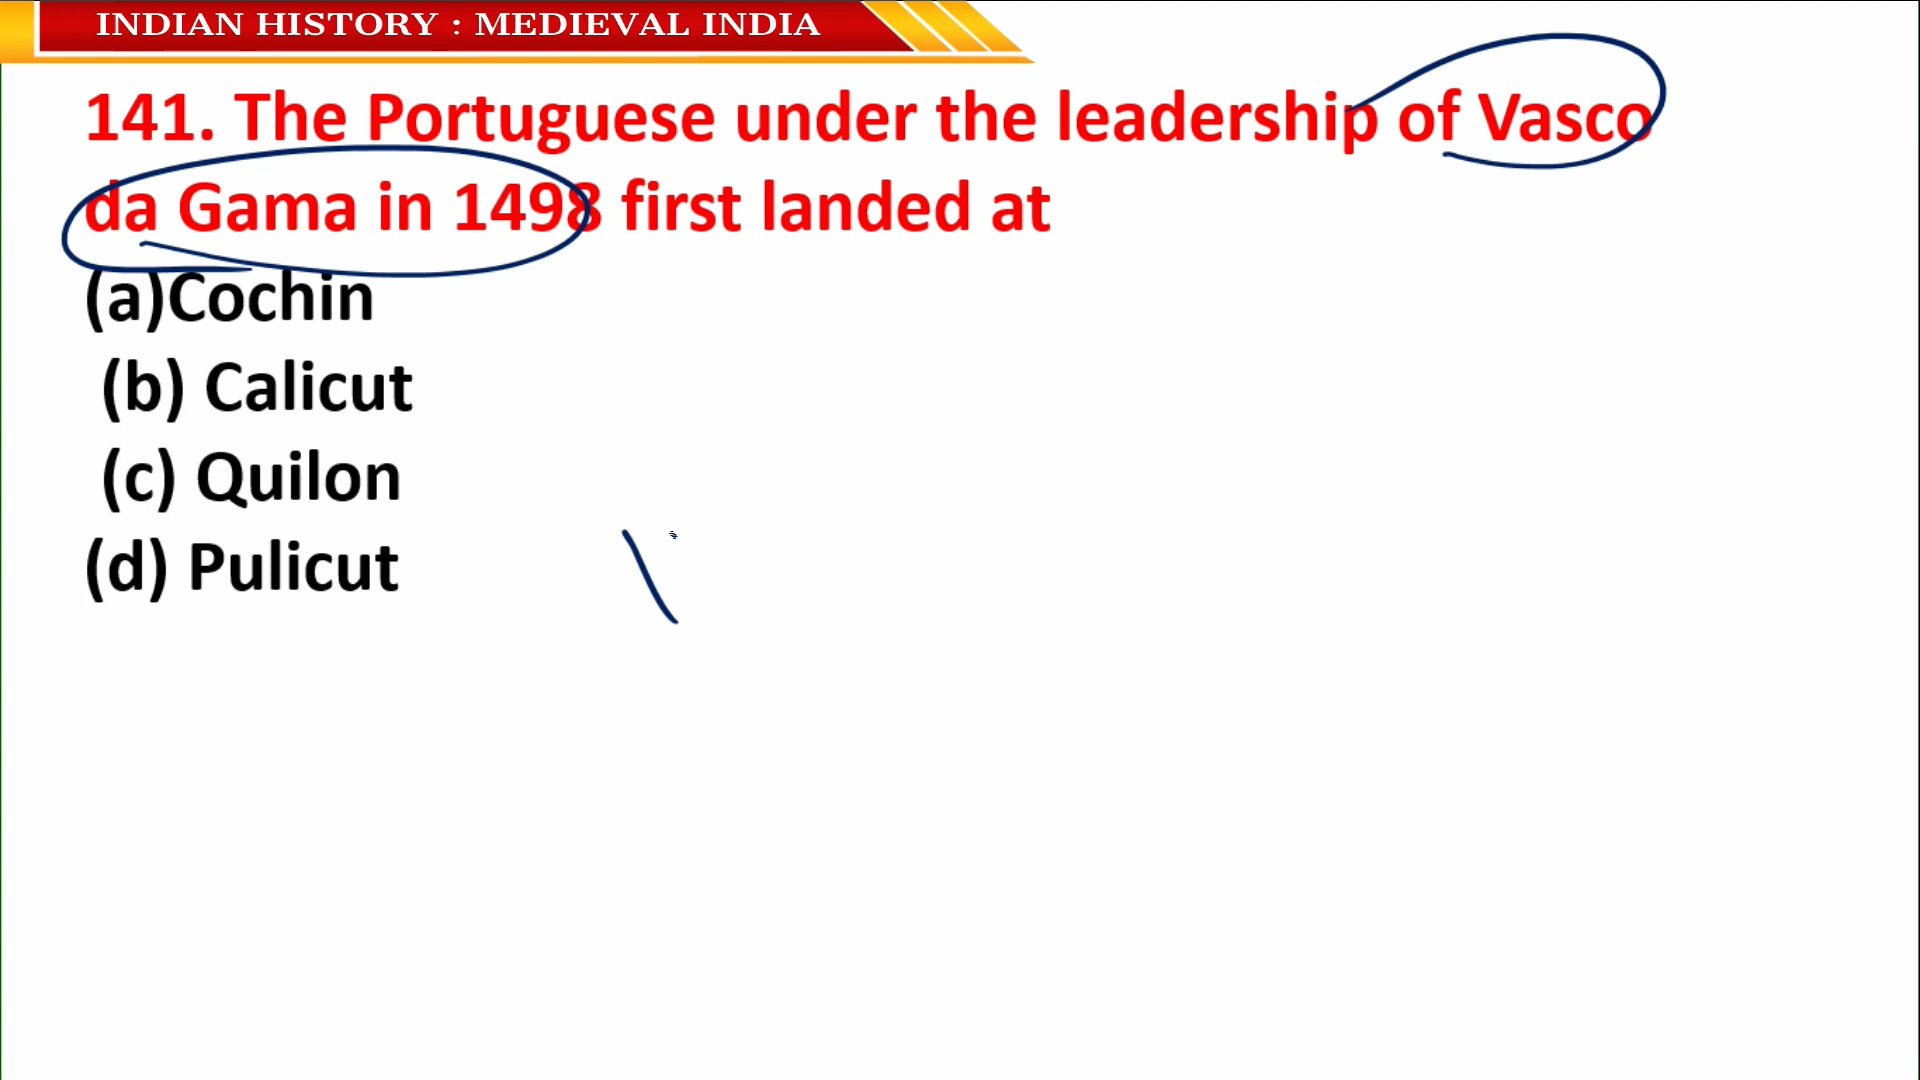 INDIAN HISTORY : MEDIEVAL INDIA
141. The Portuguese under the leadership of Vasco
da Gama in 1498 first landed at
(a)Cochin
(b) Calicut
(c) Quilon
(d) Pulicut